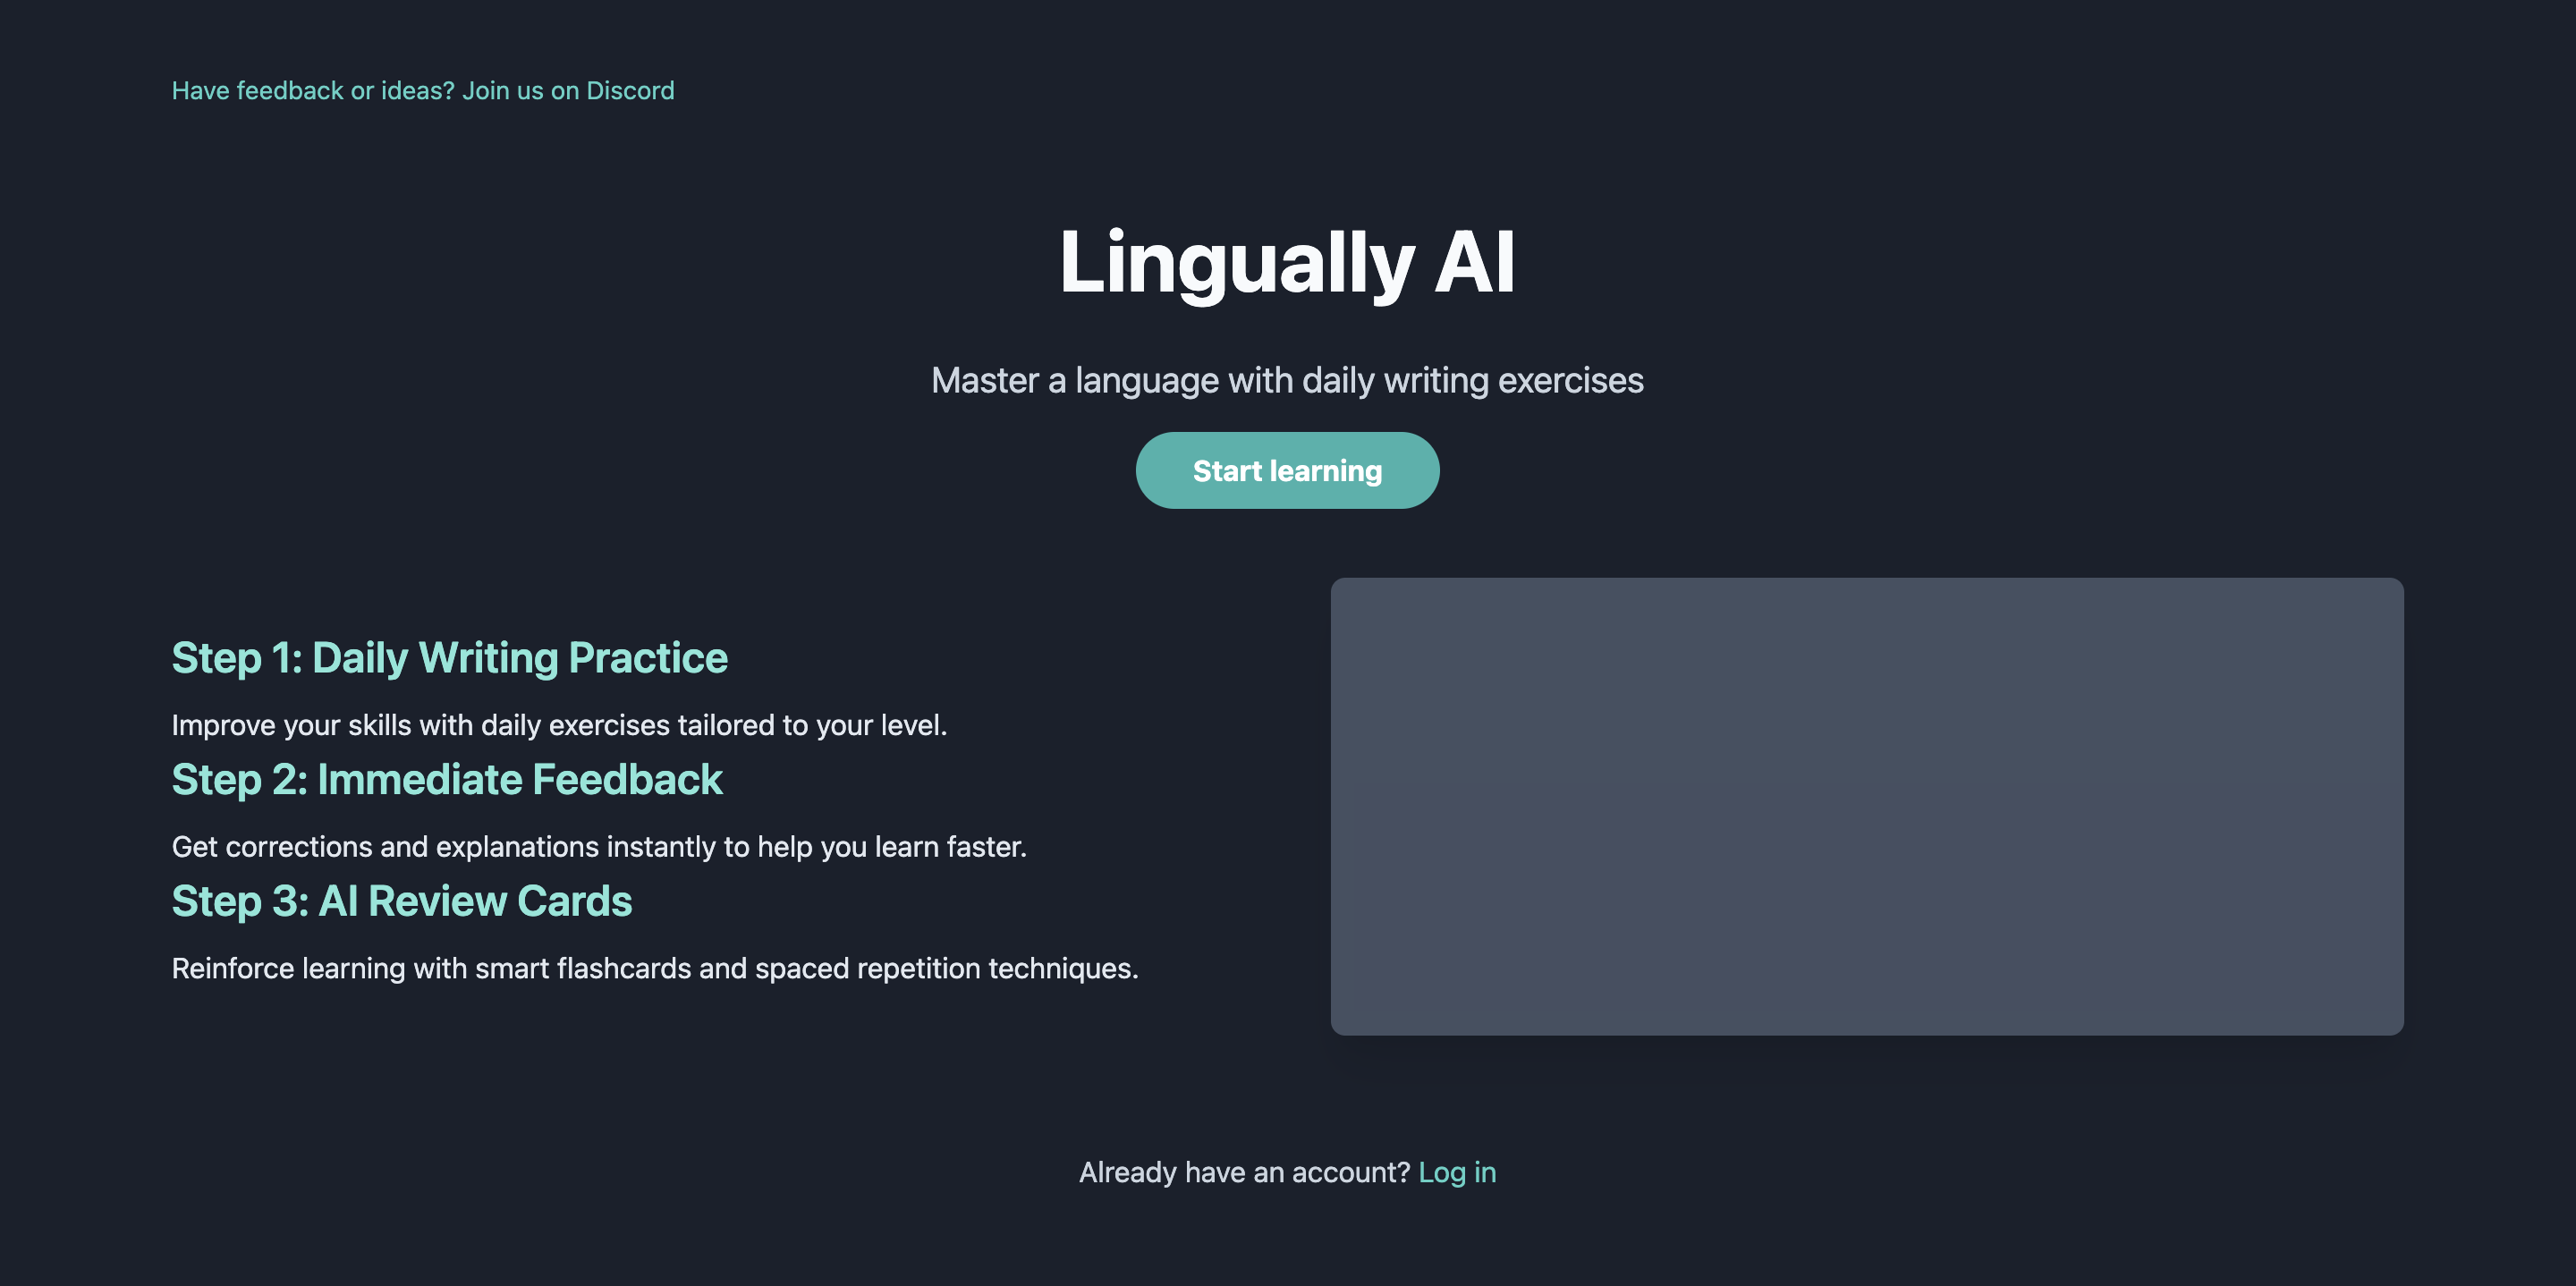 Have feedback or ideas? Join us on Discord
Lingually AI
Master a language with daily writing exercises
Start learning
Step 1: Daily Writing Practice
Improve your skills with daily exercises tailored to your level.
Step 2: Immediate Feedback
Get corrections and explanations instantly to help you learn faster.
Step 3: AI Review Cards
Reinforce learning with smart flashcards and spaced repetition techniques.
Already have an account? Log in